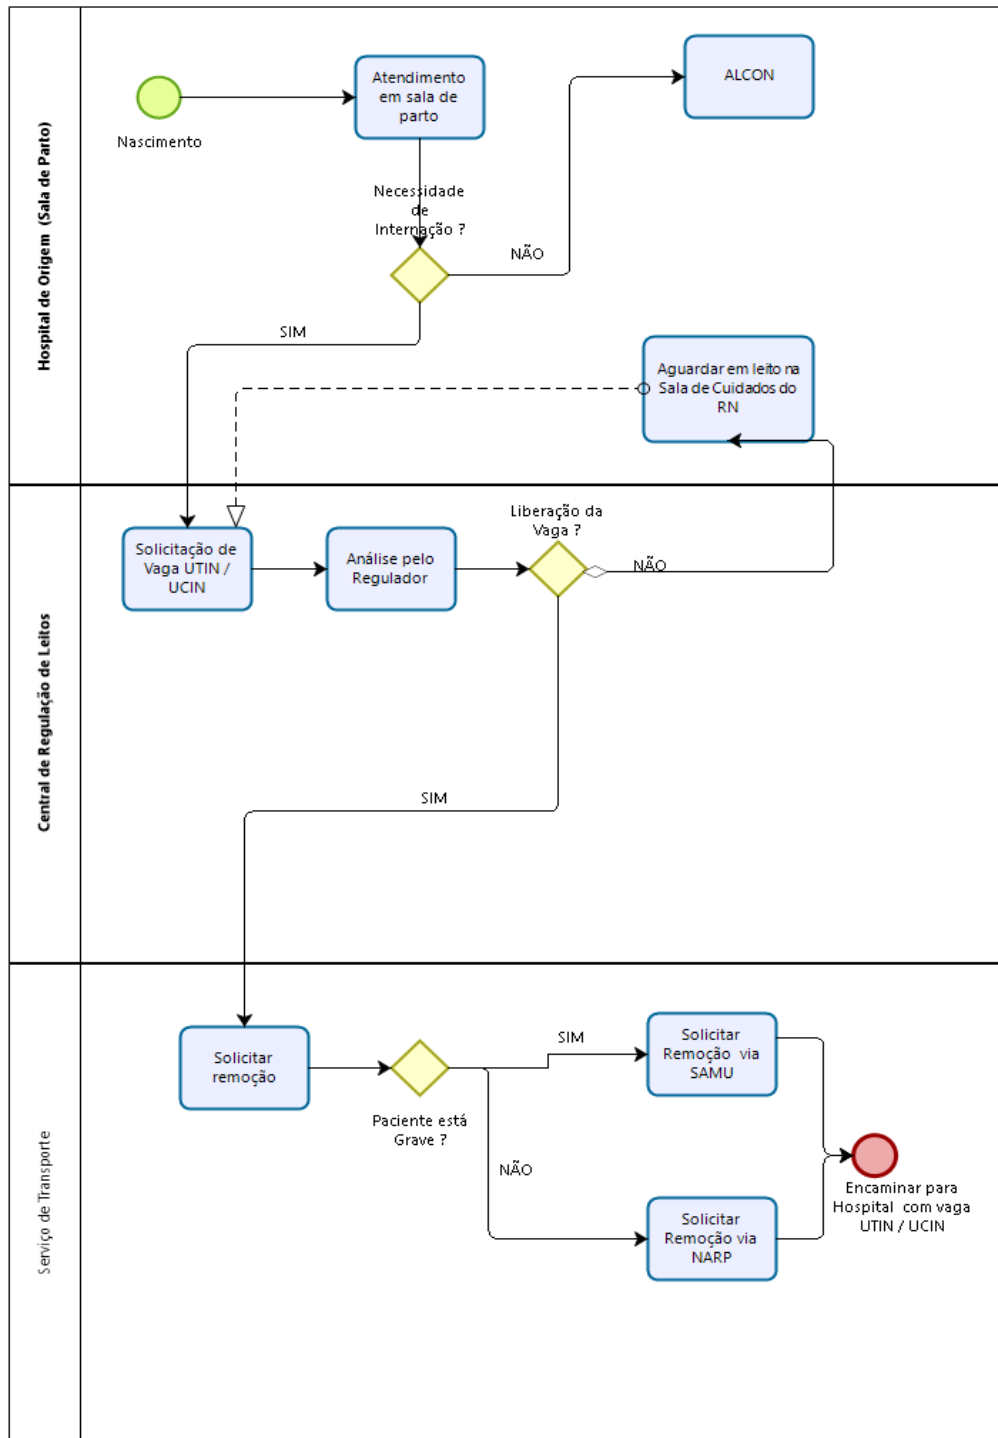 Hospital de Origem (Sala de Parto)
Nascimento
Atendimento
em sala de
parto
ALCON
Necessidade
de
Internação ?
NÃO
SIM
Aguardar em leito na
Sala de Cuidados do
RN
Central de Regulação de Leitos
Solicitação de
Vaga UTIN /
UCIN
Análise pelo
Regulador
Liberação da
Vaga ?
NÃO
SIM
Serviço de Transporte
Solicitar
remoção
Paciente está
Grave ?
SIM
NÃO
Solicitar
Remoção via
SAMU
Solicitar
Remoção via
NARP
Encaminar para
Hospital com vaga
UTIN / UCIN